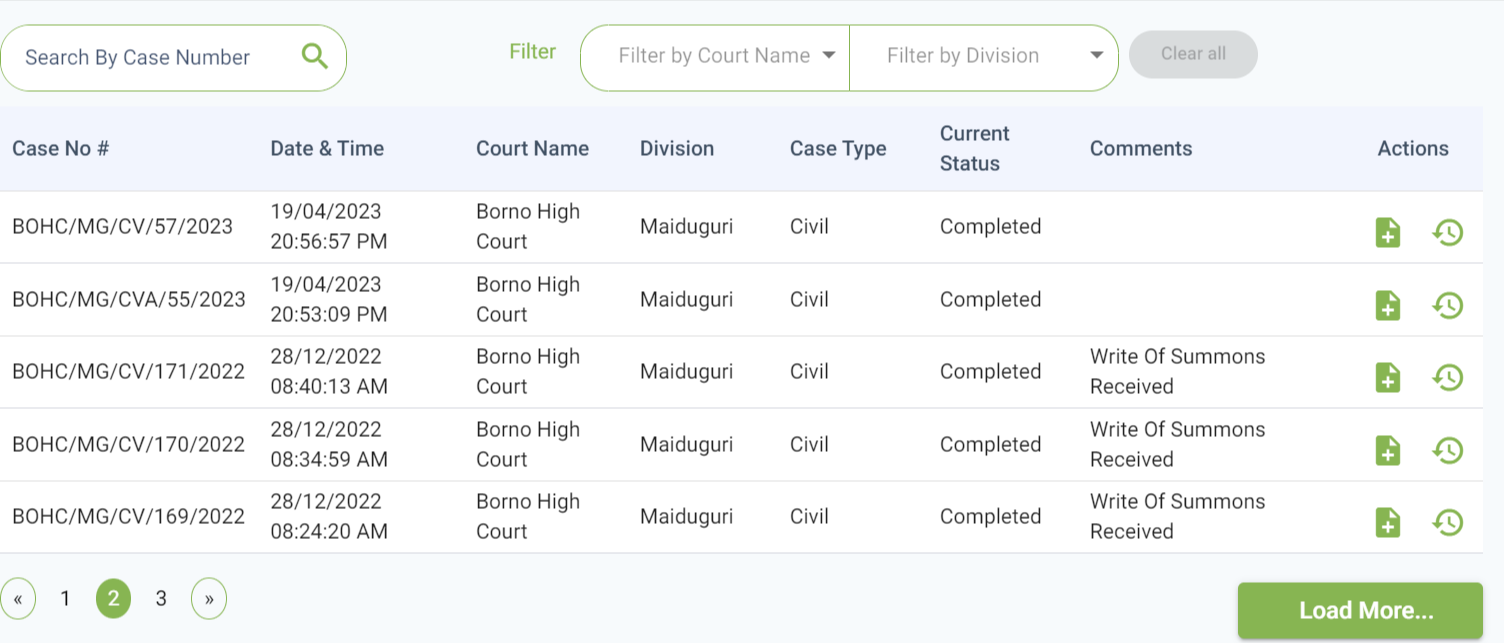 Search By Case Number
Filter
Filter by Court Name
Filter by Division
Clear all
Case No #
Date & Time
Court Name
Division
Case Type
Current
Status
Comments
Actions
BOHC/MG/CV/57/2023
19/04/2023
20:56:57 PM
Borno High
Court
Maiduguri
Civil
Completed
BOHC/MG/CVA/55/2023
19/04/2023
20:53:09 PM
Borno High
Court
Maiduguri
Civil
Completed
BOHC/MG/CV/171/2022
28/12/2022
08:40:13 AM
Borno High
Court
Maiduguri
Civil
Completed
Write Of Summons
Received
BOHC/MG/CV/170/2022
28/12/2022
08:34:59 AM
Borno High
Court
Maiduguri
Civil
Completed
Write Of Summons
Received
BOHC/MG/CV/169/2022
28/12/2022
08:24:20 AM
Borno High
Court
Maiduguri
Civil
Completed
Write Of Summons
Received
« 1 2 3 »
Load More...